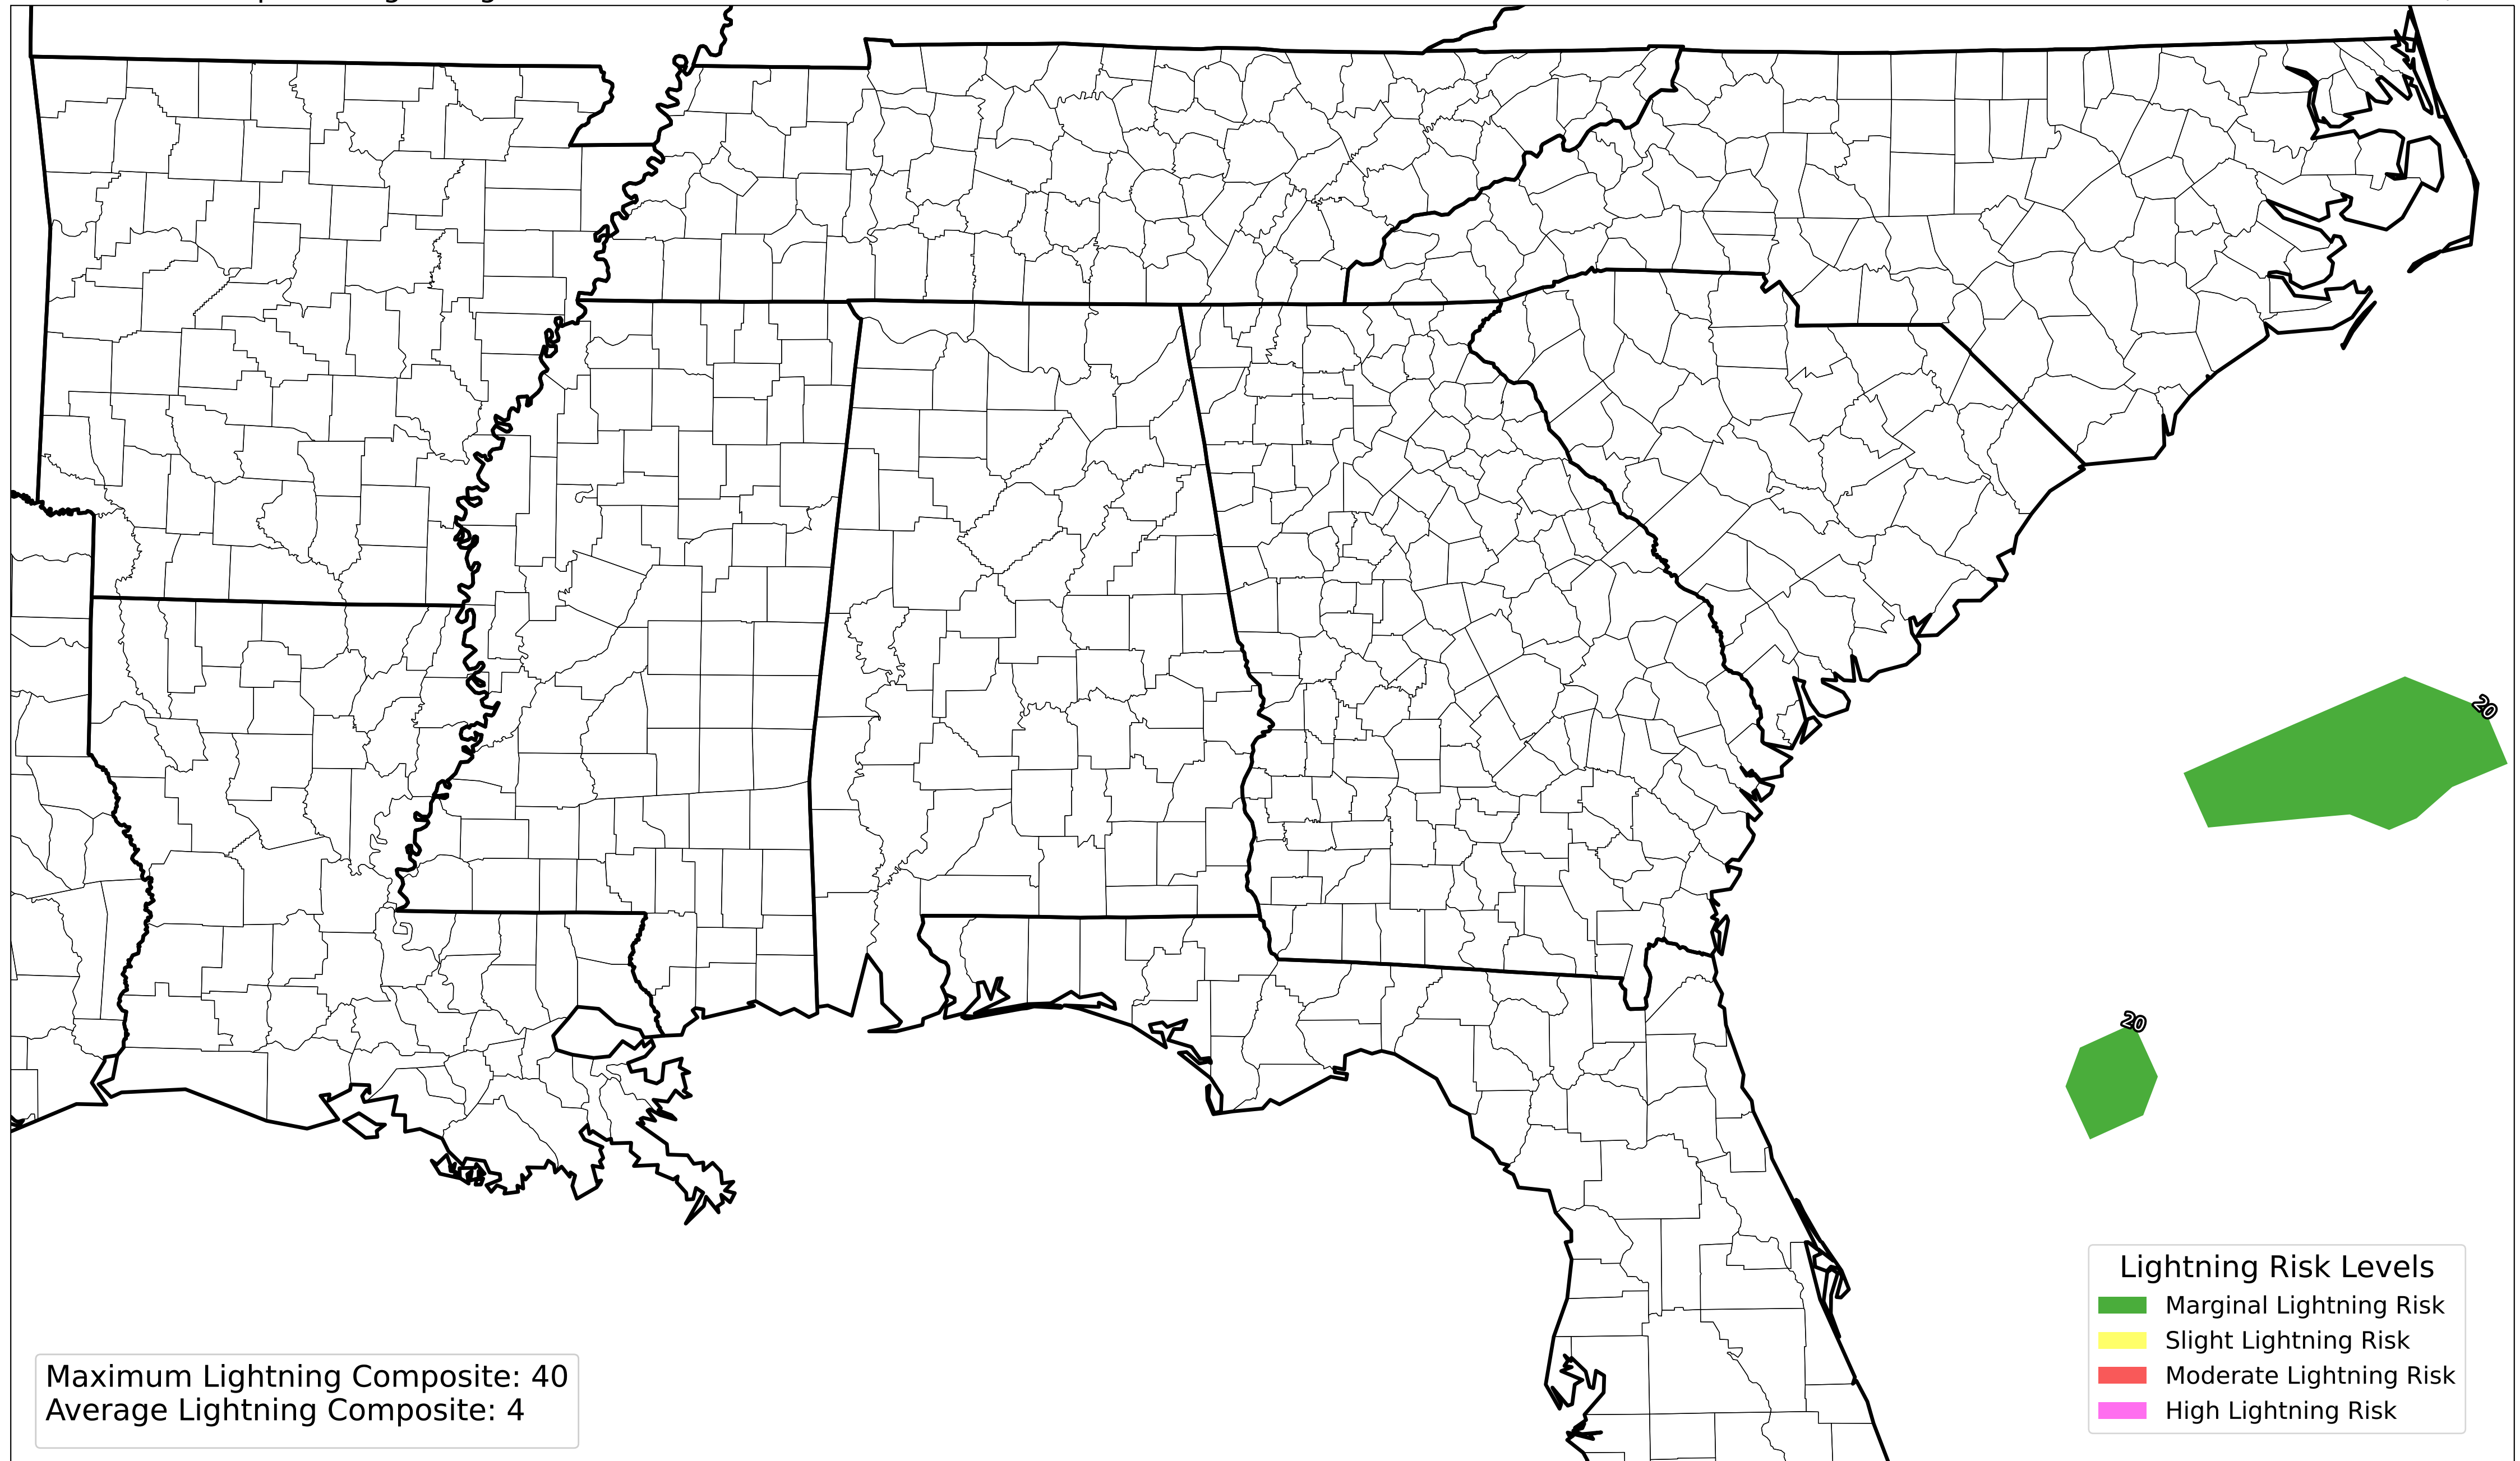 20
20
Lightning Risk Levels
Marginal Lightning Risk
Slight Lightning Risk
Moderate Lightning Risk
High Lightning Risk
Maximum Lightning Composite: 40
Average Lightning Composite: 4